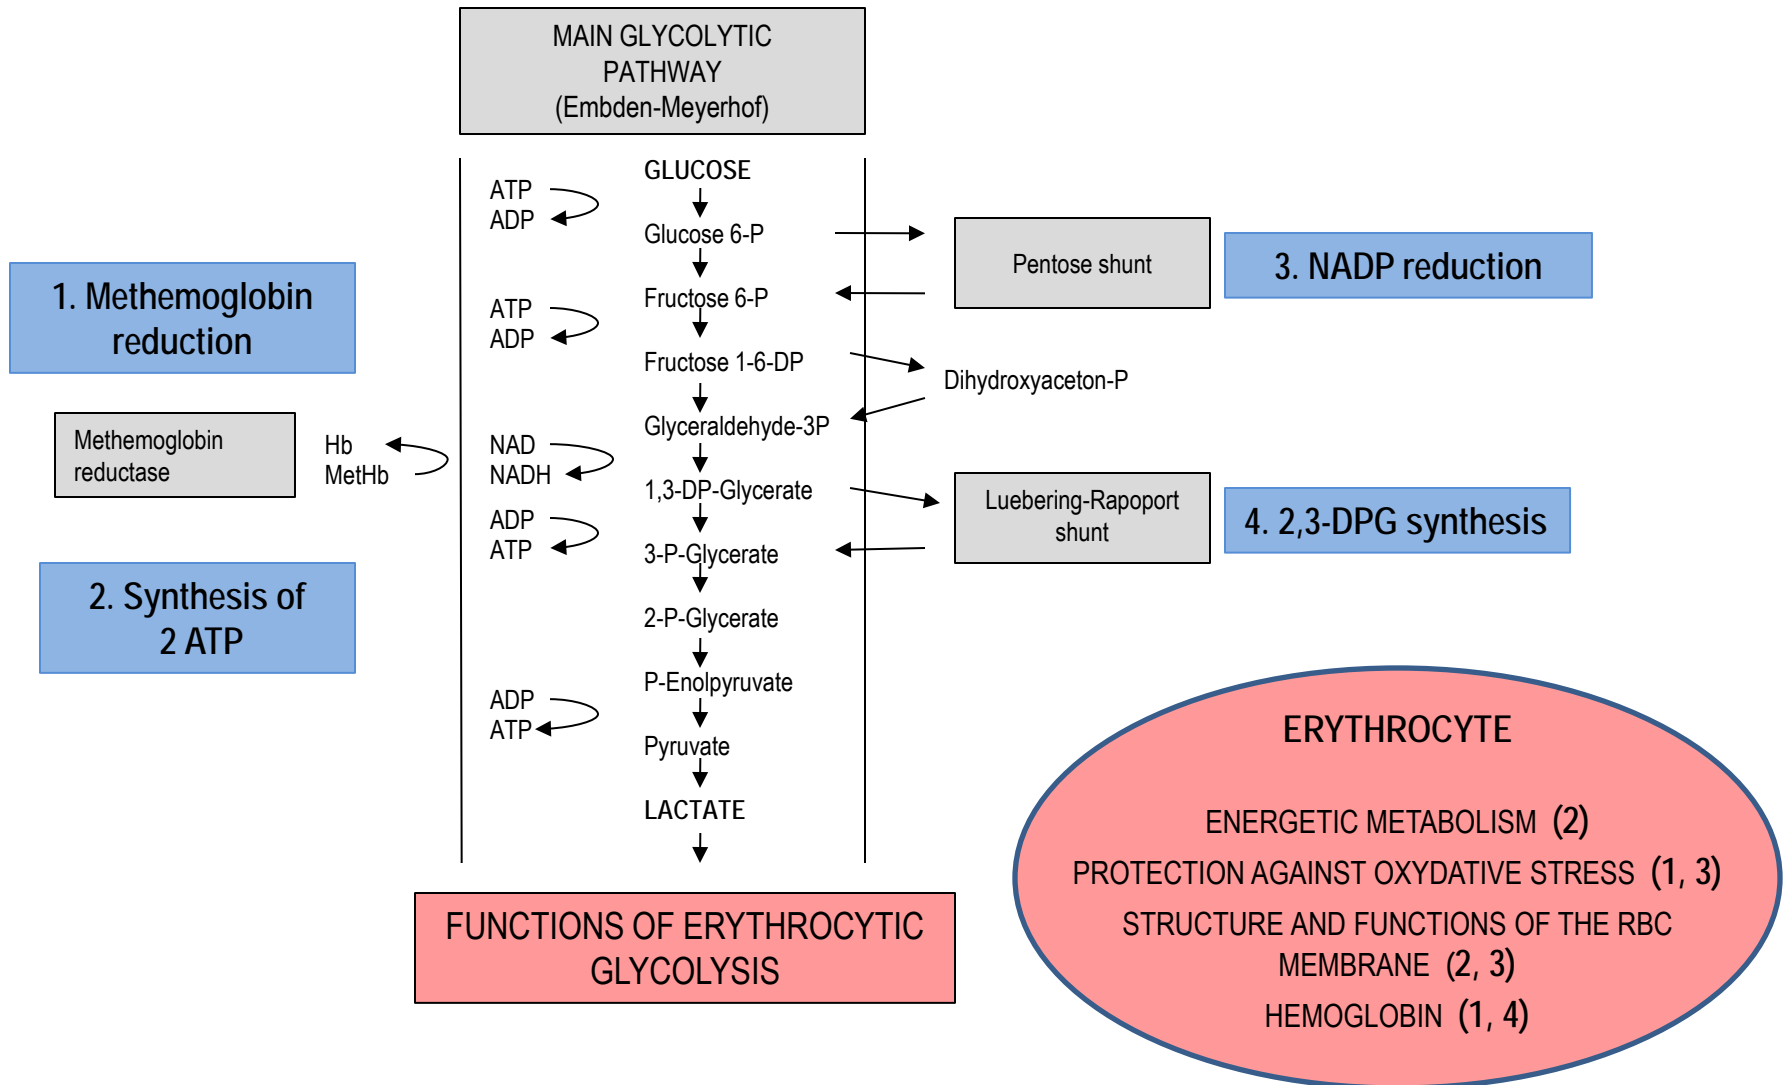 MAIN GLYCOLYTIC
PATHWAY
(Embden-Meyerhof)
GLUCOSE
ATP
ADP
Glucose 6-P
Pentose shunt
3. NADP reduction
1. Methemoglobin
reduction
Fructose 6-P
ATP
ADP
Fructose 1-6-DP
Dihydroxyaceton-P
Glyceraldehyde-3P
Methemoglobin
reductase
Hb
MetHb
NAD
NADH
1,3-DP-Glycerate
Luebering-Rapoport
shunt
4. 2,3-DPG synthesis
ADP
ATP
3-P-Glycerate
2. Synthesis of
2 ATP
2-P-Glycerate
P-Enolpyruvate
ADP
ATP
Pyruvate
LACTATE
FUNCTIONS OF ERYTHROCYTIC
GLYCOLYSIS
ERYTHROCYTE
ENERGETIC METABOLISM (2)
PROTECTION AGAINST OXYDATIVE STRESS (1, 3)
STRUCTURE AND FUNCTIONS OF THE RBC
MEMBRANE (2, 3)
HEMOGLOBIN (1, 4)